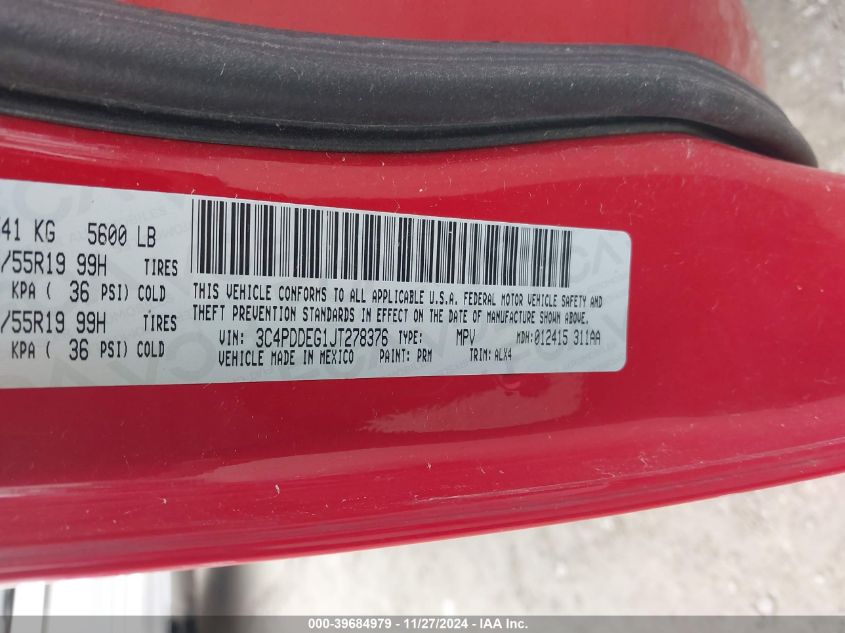 41 KG 5600 LB
/55R19 99H TIRES
KPA ( 36 PSI) COLD
/55R19 99H TIRES
KPA ( 36 PSI) COLD
THIS VEHICLE CONFORMS TO ALL APPLICABLE U.S.A. FEDERAL MOTOR VEHICLE SAFETY AND
THEFT PREVENTION STANDARDS IN EFFECT ON THE DATE OF MANUFACTURE SHOWN ABOVE.
VIN: 3C4PDDEG1JT278376 TYPE: MPV MDH: 012415 311AA
VEHICLE MADE IN MEXICO PAINT: PRM TRIM: ALX4
000-39684979 - 11/27/2024 - IAA Inc.